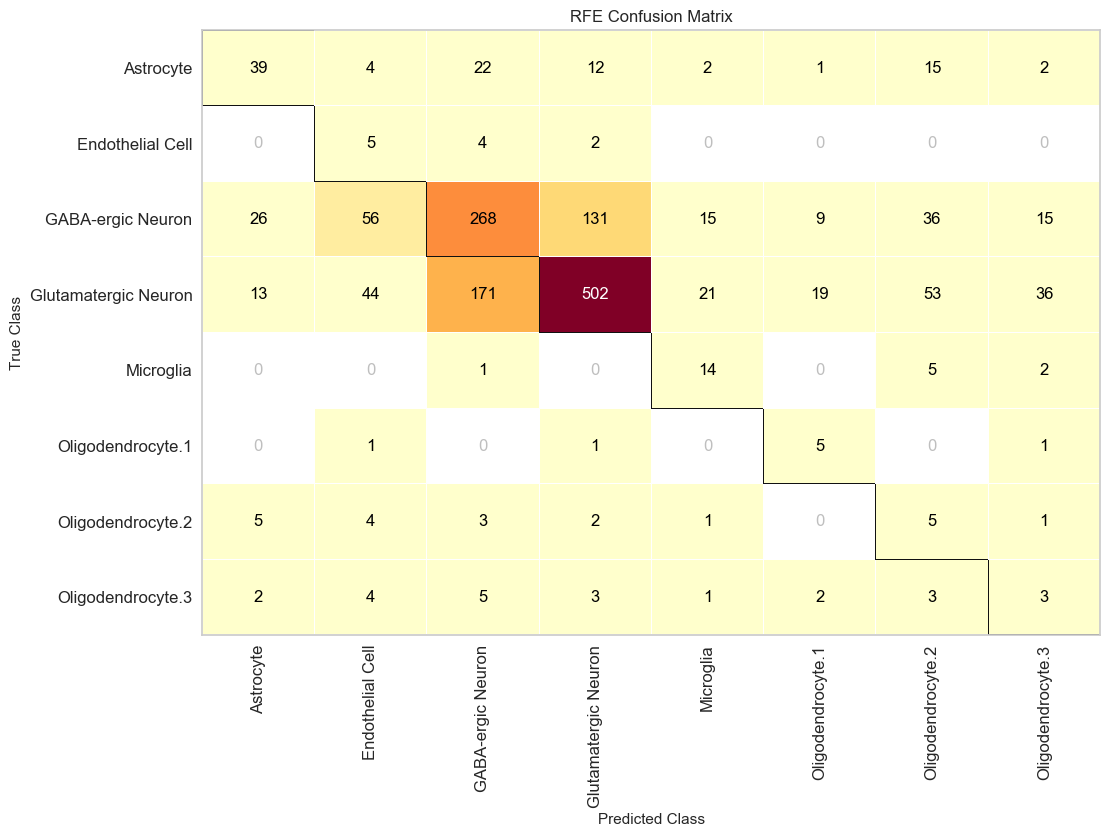 RFE Confusion Matrix
True Class
Astrocyte 39 4 22 12 2 1 15 2
Endothelial Cell 0 5 4 2 0 0 0 0
GABA-ergic Neuron 26 56 268 131 15 9 36 15
Glutamatergic Neuron 13 44 171 502 21 19 53 36
Microglia 0 0 1 0 14 0 5 2
Oligodendrocyte.1 0 1 0 1 0 5 0 1
Oligodendrocyte.2 5 4 3 2 1 0 5 1
Oligodendrocyte.3 2 4 5 3 1 2 3 3
Astrocyte
Endothelial Cell
GABA-ergic Neuron
Glutamatergic Neuron
Microglia
Oligodendrocyte.1
Oligodendrocyte.2
Oligodendrocyte.3
Predicted Class